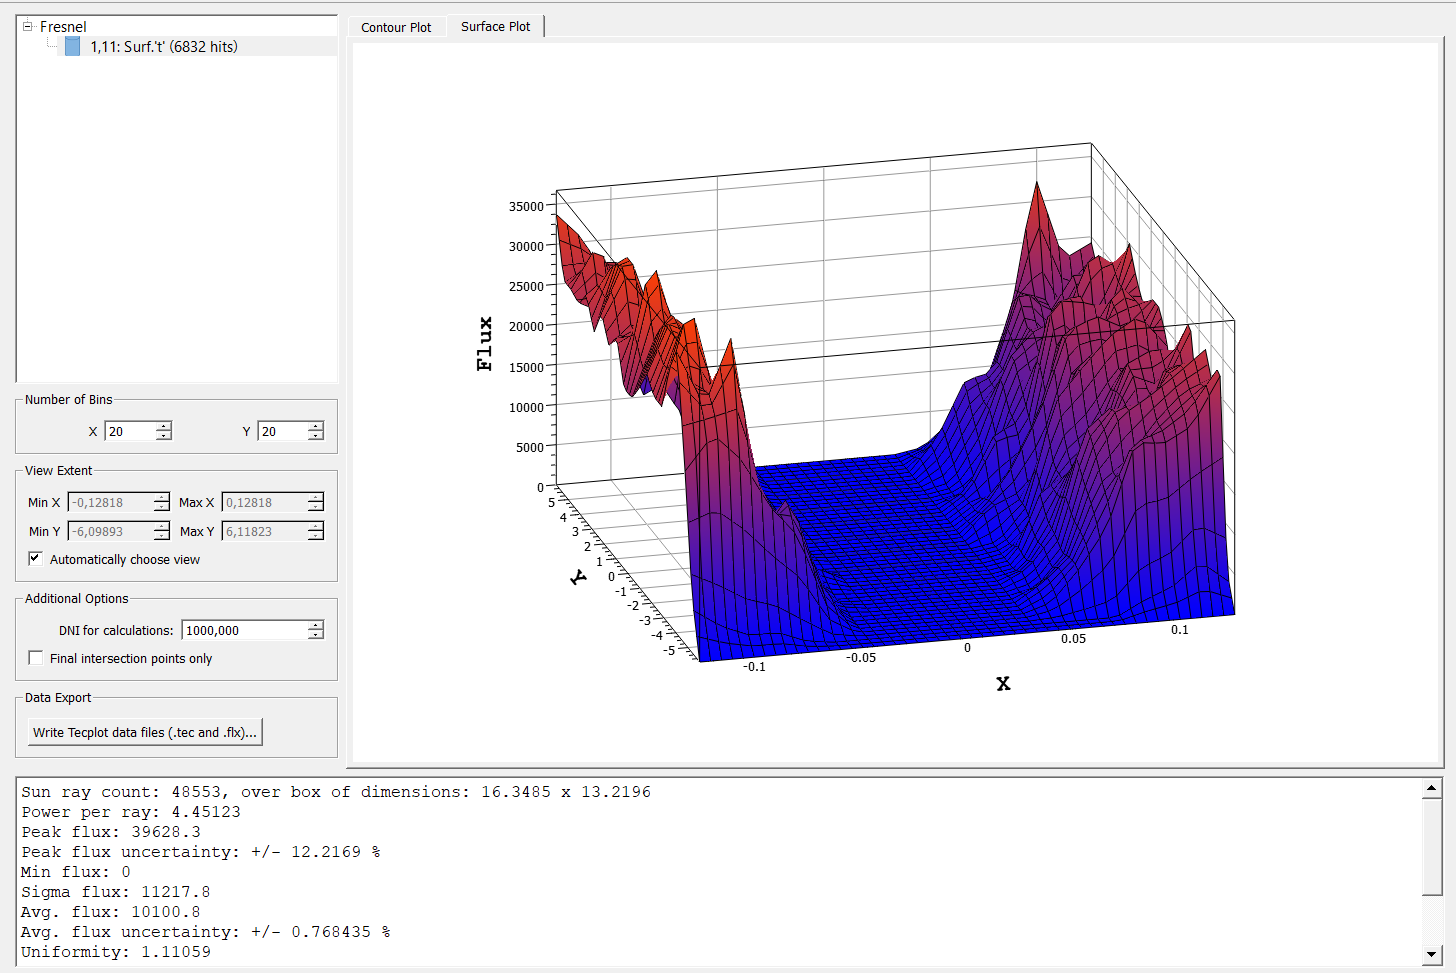 Fresnel
1,11: Surf.'t' (6832 hits)
Number of Bins
X 20 Y 20
View Extent
Min X -0,12818 Max X 0,12818
Min Y -6,09893 Max Y 6,11823
Automatically choose view
Additional Options
DNI for calculations: 1000,000
Final intersection points only
Data Export
Write Tecplot data files (.tec and .flx)...
Contour Plot Surface Plot
Flux
35000
30000
25000
20000
15000
10000
5000
0
5
4
3
2
1
0
-1
-2
-3
-4
-5
Y
-0.1
-0.05
0
0.05
0.1
X
Sun ray count: 48553, over box of dimensions: 16.3485 x 13.2196
Power per ray: 4.45123
Peak flux: 39628.3
Peak flux uncertainty: +/- 12.2169 %
Min flux: 0
Sigma flux: 11217.8
Avg. flux: 10100.8
Avg. flux uncertainty: +/- 0.768435 %
Uniformity: 1.11059